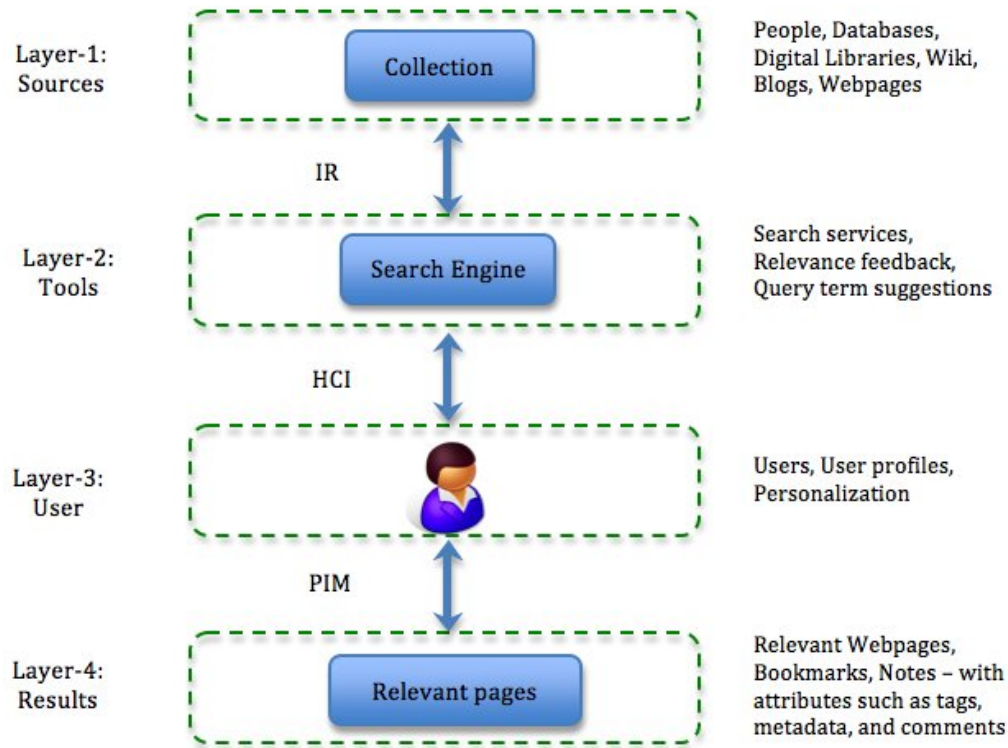 Layer-1:
Sources
Collection
People, Databases,
Digital Libraries, Wiki,
Blogs, Webpages
IR
Layer-2:
Tools
Search Engine
Search services,
Relevance feedback,
Query term suggestions
HCI
Layer-3:
User
Users, User profiles,
Personalization
PIM
Layer-4:
Results
Relevant pages
Relevant Webpages,
Bookmarks, Notes – with
attributes such as tags,
metadata, and comments